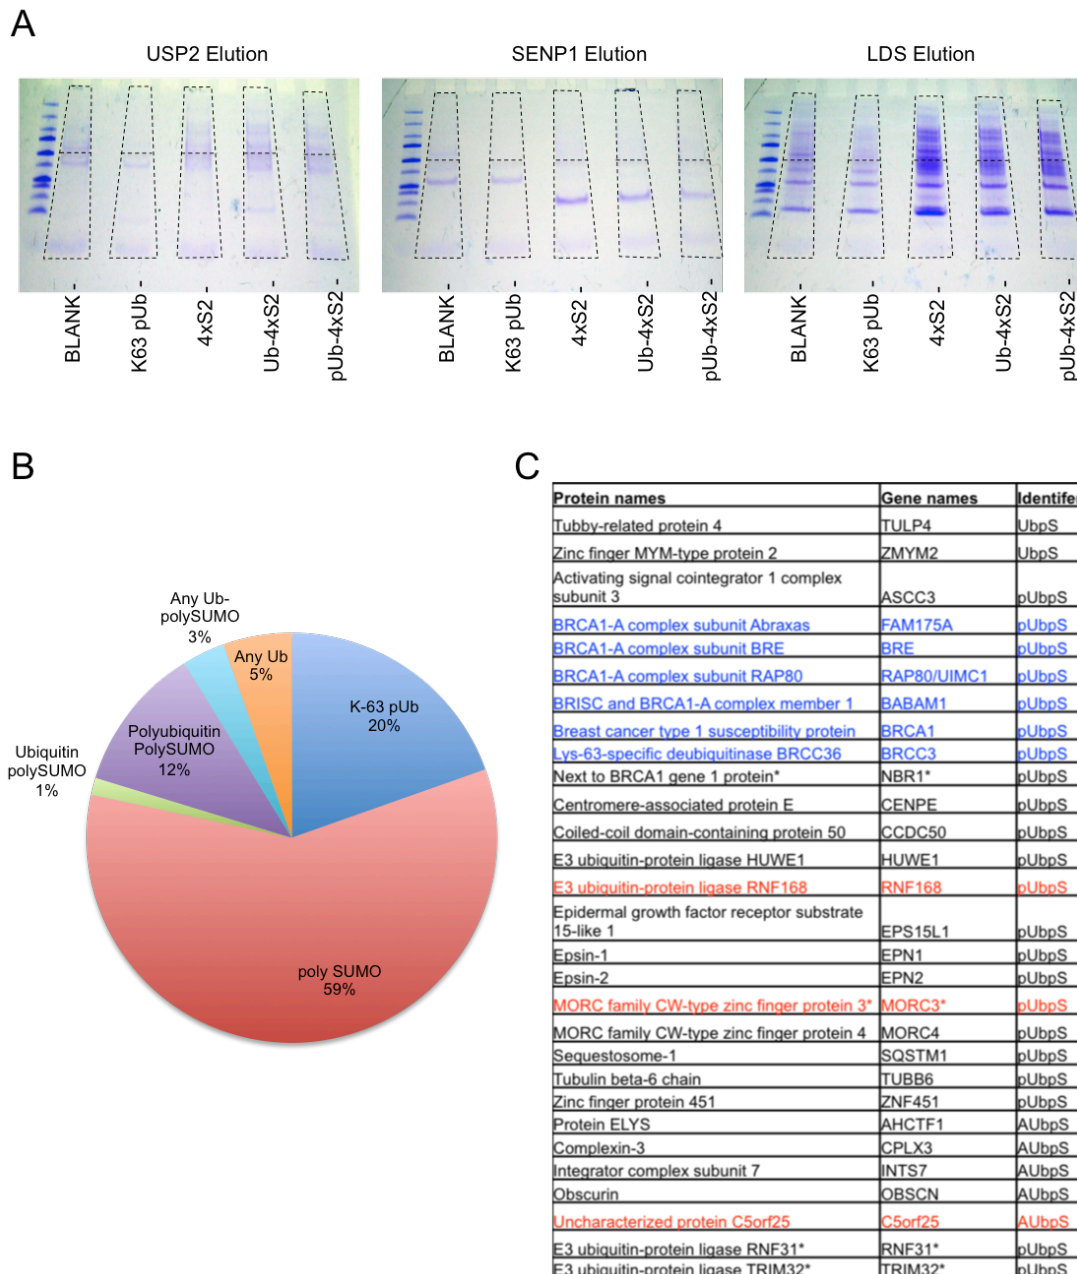 A
USP2 Elution
SENP1 Elution
LDS Elution
BLANK
K63 pUb
4xS2
Ub-4xS2
pUb-4xS2
BLANK
K63 pUb
4xS2
Ub-4xS2
pUb-4xS2
BLANK
K63 pUb
4xS2
Ub-4xS2
pUb-4xS2
B
Any Ub-
polySUMO
3%
Any Ub
5%
K-63 pUb
20%
Polyubiquitin
PolySUMO
12%
Ubiquitin
polySUMO
1%
poly SUMO
59%
C
Protein names Gene names Identifer
Tubby-related protein 4 TULP4 UbpS
Zinc finger MYM-type protein 2 ZMYM2 UbpS
Activating signal cointegrator 1 complex
subunit 3 ASCC3 pUbpS
BRCA1-A complex subunit Abraxas FAM175A pUbpS
BRCA1-A complex subunit BRE BRE pUbpS
BRCA1-A complex subunit RAP80 RAP80/UIMC1 pUbpS
BRISC and BRCA1-A complex member 1 BABAM1 pUbpS
Breast cancer type 1 susceptibility protein BRCA1 pUbpS
Lys-63-specific deubiquitinase BRCC36 BRCC3 pUbpS
Next to BRCA1 gene 1 protein* NBR1* pUbpS
Centromere-associated protein E CENPE pUbpS
Coiled-coil domain-containing protein 50 CCDC50 pUbpS
E3 ubiquitin-protein ligase HUWE1 HUWE1 pUbpS
E3 ubiquitin-protein ligase RNF168 RNF168 pUbpS
Epidermal growth factor receptor substrate
15-like 1 EPS15L1 pUbpS
Epsin-1 EPN1 pUbpS
Epsin-2 EPN2 pUbpS
MORC family CW-type zinc finger protein 3* MORC3* pUbpS
MORC family CW-type zinc finger protein 4 MORC4 pUbpS
Sequestosome-1 SQSTM1 pUbpS
Tubulin beta-6 chain TUBB6 pUbpS
Zinc finger protein 451 ZNF451 pUbpS
Protein ELYS AHCTF1 AUbpS
Complexin-3 CPLX3 AUbpS
Integrator complex subunit 7 INTS7 AUbpS
Obscurin OBSCN AUbpS
Uncharacterized protein C5orf25 C5orf25 AUbpS
E3 ubiquitin-protein ligase RNF31* RNF31* pUbpS
E3 ubiquitin-protein ligase TRIM32* TRIM32* pUbpS